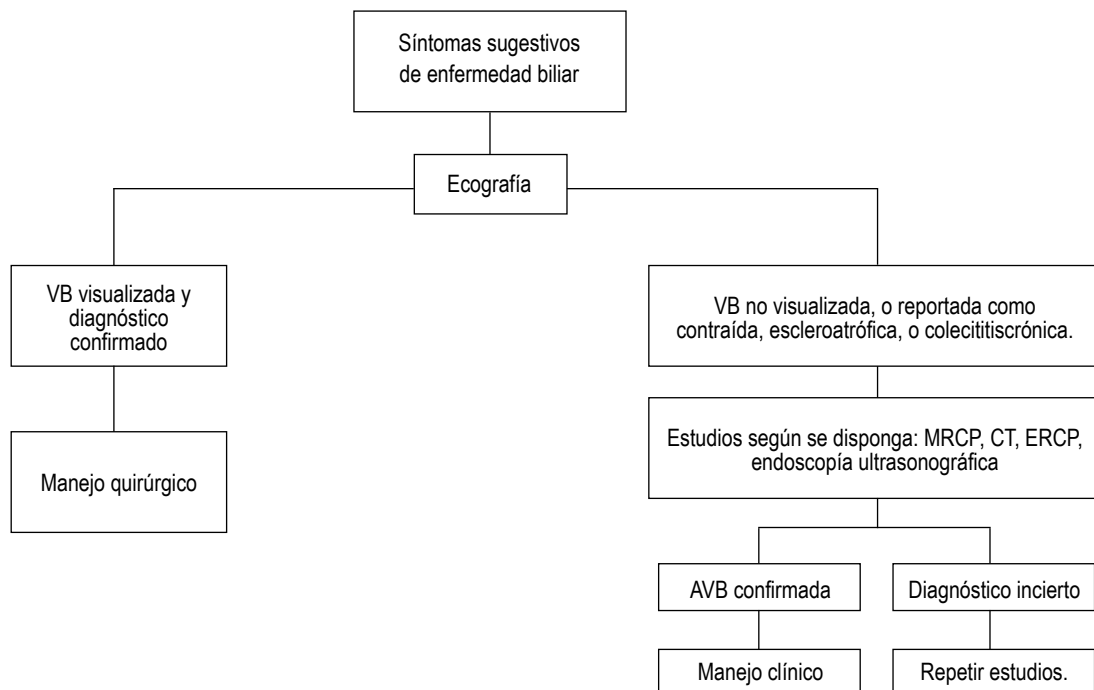 Síntomas sugestivos
de enfermedad biliar
Ecografía
VB visualizada y
diagnóstico
confirmado
Manejo quirúrgico
VB no visualizada, o reportada como
contraída, escleroatrófica, o colecititiscrónica.
Estudios según se disponga: MRCP, CT, ERCP,
endoscopía ultrasonográfica
AVB confirmada
Manejo clínico
Diagnóstico incierto
Repetir estudios.